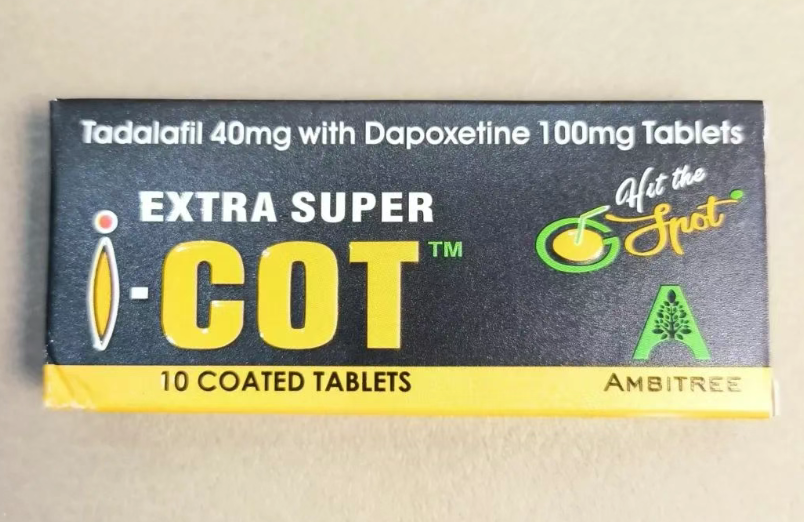 Tadalafil 40mg with Dapoxetine 100mg Tablets
EXTRA SUPER
i-COT™
Hit the
G Spot
10 COATED TABLETS
A
AMBITREE